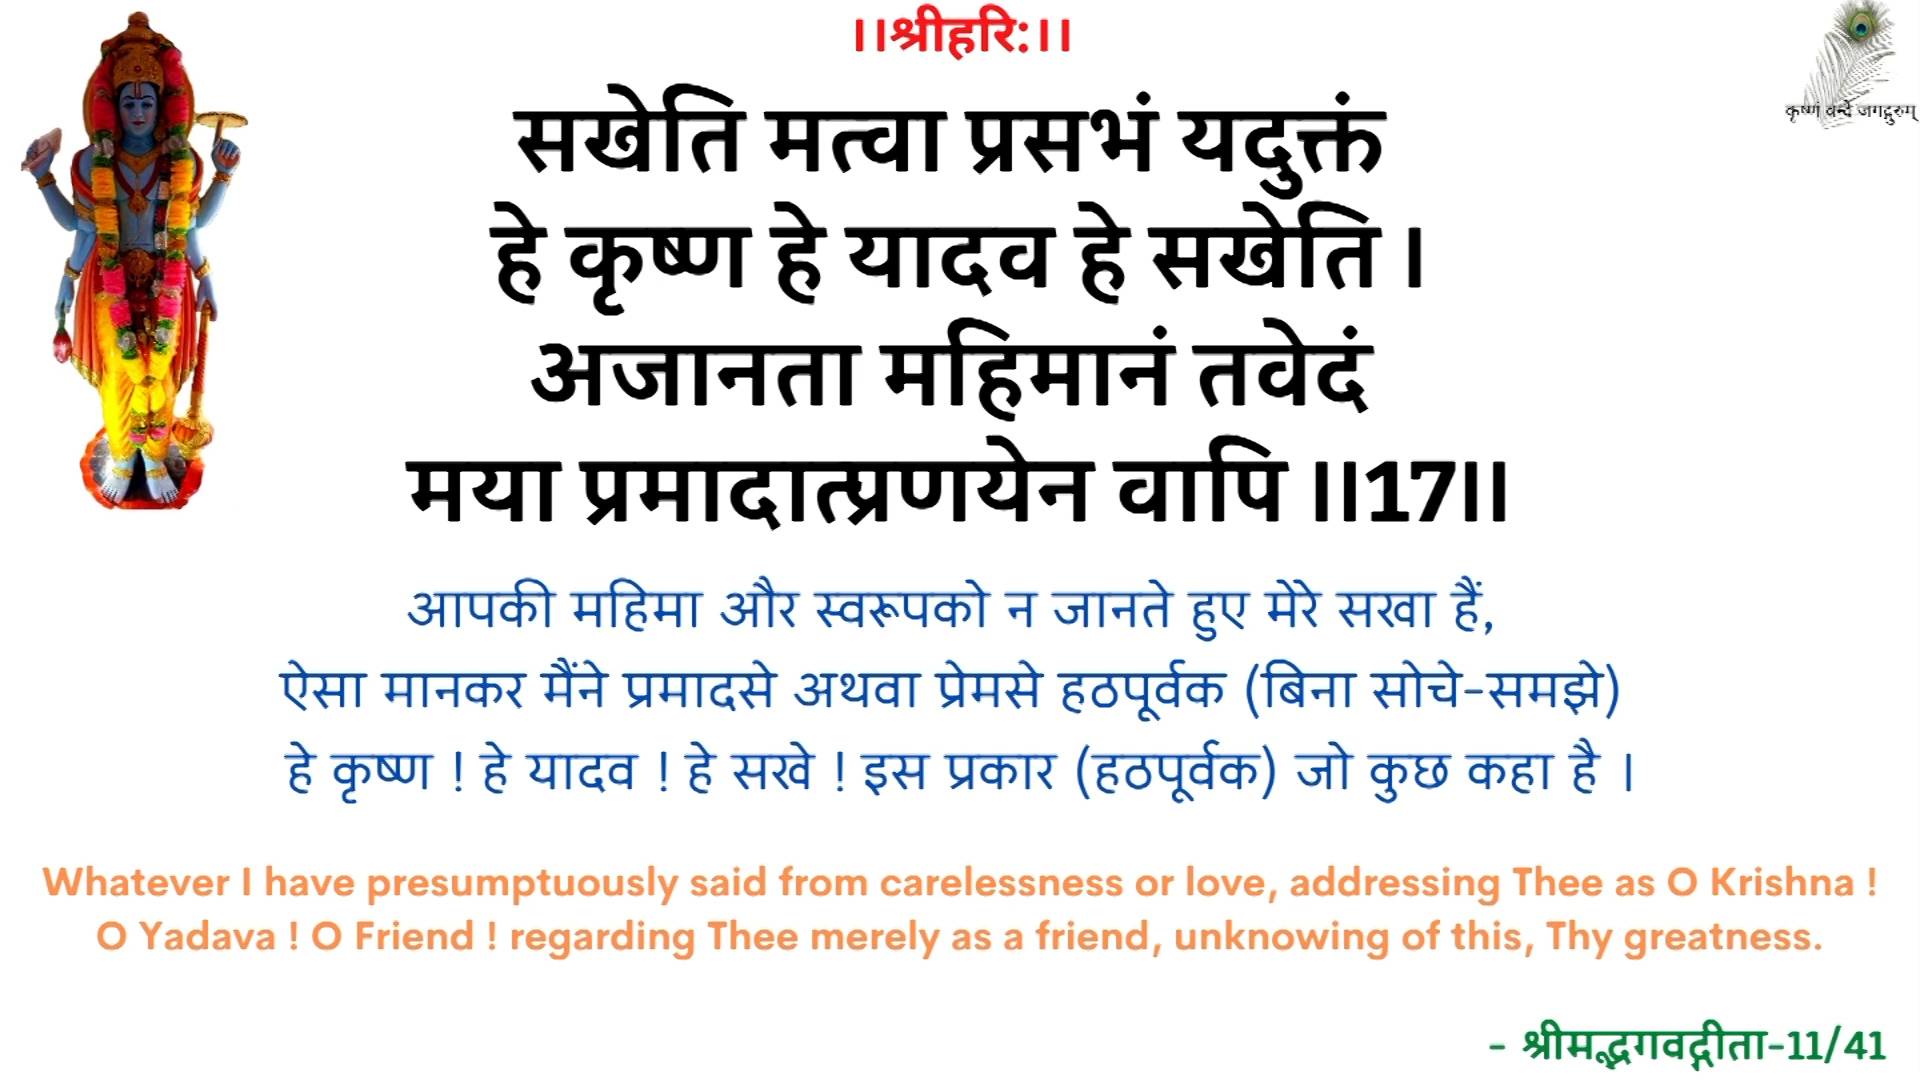 ।।श्रीहरि:।।
कृष्णं वन्दे जगद्गुरुम्
सखेति मत्वा प्रसभं यदुक्तं
हे कृष्ण हे यादव हे सखेति ।
अजानता महिमानं तवेदं
मया प्रमादात्प्रणयेन वापि ।।17।।
आपकी महिमा और स्वरूपको न जानते हुए मेरे सखा हैं,
ऐसा मानकर मैंने प्रमादसे अथवा प्रेमसे हठपूर्वक (बिना सोचे-समझे)
हे कृष्ण ! हे यादव ! हे सखे ! इस प्रकार (हठपूर्वक) जो कुछ कहा है ।
Whatever I have presumptuously said from carelessness or love, addressing Thee as O Krishna !
O Yadava ! O Friend ! regarding Thee merely as a friend, unknowing of this, Thy greatness.
- श्रीमद्भगवद्गीता-11/41